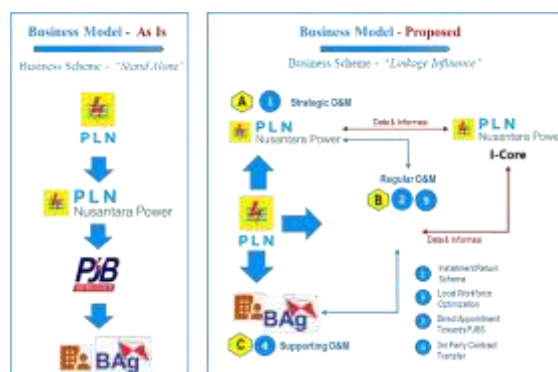 Business Model - As Is
Business Scheme - "Stand Alone"
PLN
PLN
Nusantara Power
PJB
SERVICES
BAg
Business Model - Proposed
Business Scheme - "Linkage Influence"
A 1 Strategic O&M
PLN
Nusantara Power
Data & Informasi
PLN
Nusantara Power
I-Core
Regular O&M
B 2 3
PLN
Data & Informasi
BAg
C 4 Supporting O&M
1 Installment Return
Scheme
2 Local Workforce
Optimization
3 Direct Appointment
Towards PJBS
4 3rd Party Contract
Transfer